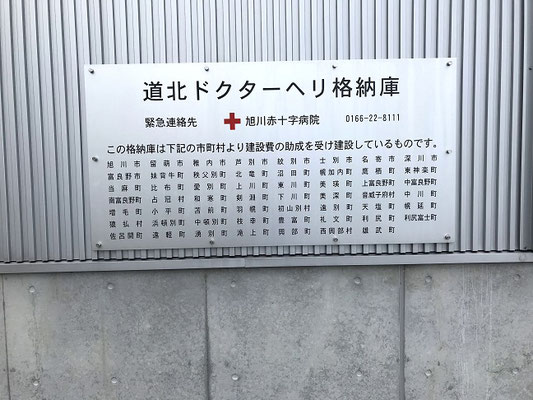 道北ドクターヘリ格納庫
緊急連絡先 旭川赤十字病院 0166-22-8111
この格納庫は下記の市町村より建設費の助成を受け建設しているものです。
旭川市 留萌市 稚内市 芦別市 紋別市 士別市 名寄市 深川市
富良野市 妹背牛町 秩父別町 北竜町 沼田町 幌加内町 鷹栖町 東神楽町
当麻町 比布町 愛別町 上川町 東川町 美瑛町 上富良野町 中富良野町
南富良野町 占冠村 和寒町 剣淵町 下川町 美深町 音威子府村 中川町
増毛町 小平町 苫前町 羽幌町 初山別村 遠別町 天塩町 幌延町
猿払村 浜頓別町 中頓別町 枝幸町 豊富町 礼文町 利尻町 利尻富士町
佐呂間町 遠軽町 湧別町 滝上町 興部町 西興部村 雄武町